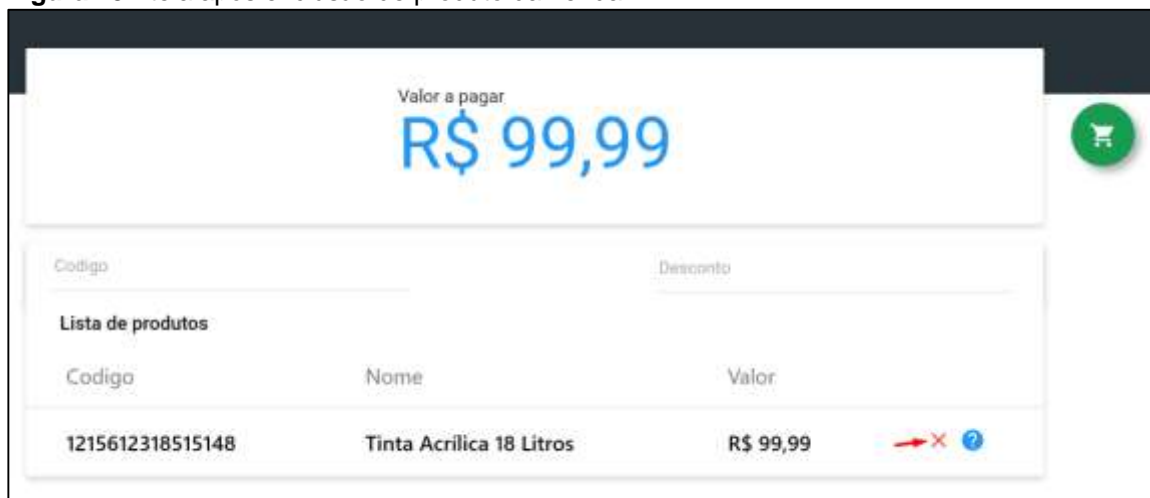 Valor a pagar
R$ 99,99
Codigo Desconto
Lista de produtos
Codigo Nome Valor
1215612318515148 Tinta Acrílica 18 Litros R$ 99,99